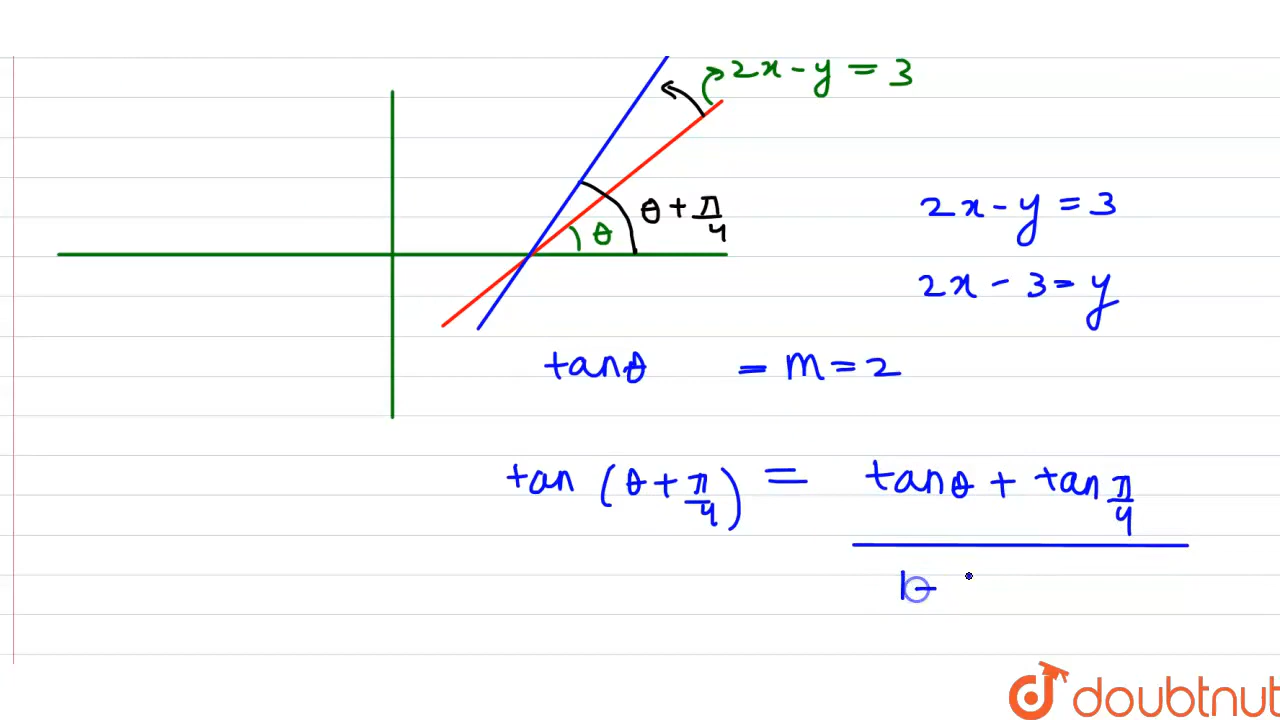 2x - y = 3
θ + π/4
θ
2x - y = 3
2x - 3 = y
tanθ = m = 2
tan (θ + π/4) = tanθ + tan π/4
1 -
doubtnut